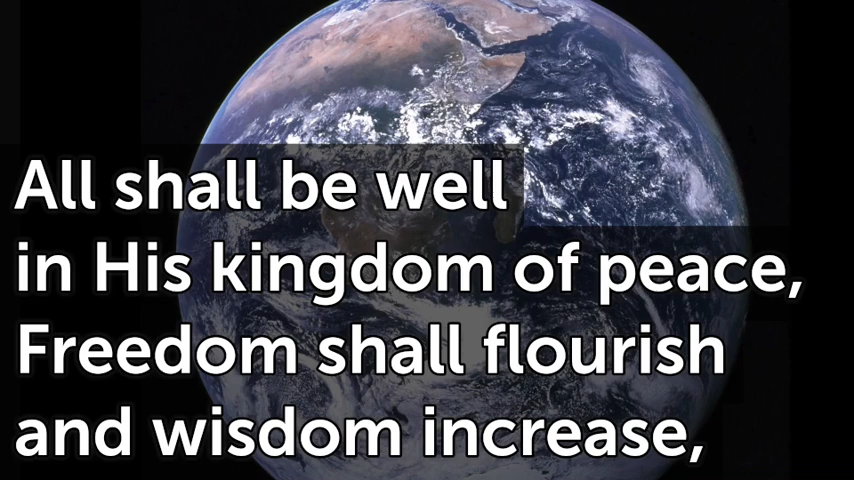 All shall be well
in His kingdom of peace,
Freedom shall flourish
and wisdom increase,